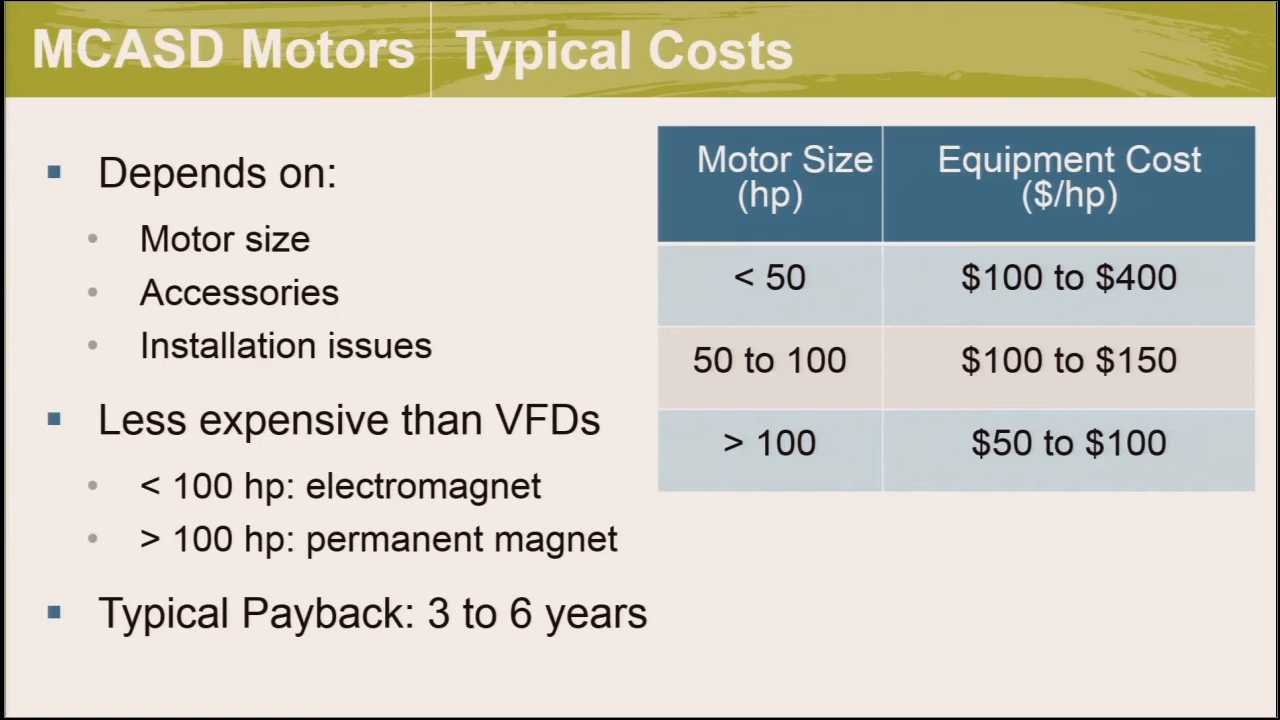 MCASD Motors Typical Costs
Depends on:
Motor size
Accessories
Installation issues
Less expensive than VFDs
< 100 hp: electromagnet
> 100 hp: permanent magnet
Typical Payback: 3 to 6 years
Motor Size (hp) Equipment Cost ($/hp)
< 50 $100 to $400
50 to 100 $100 to $150
> 100 $50 to $100